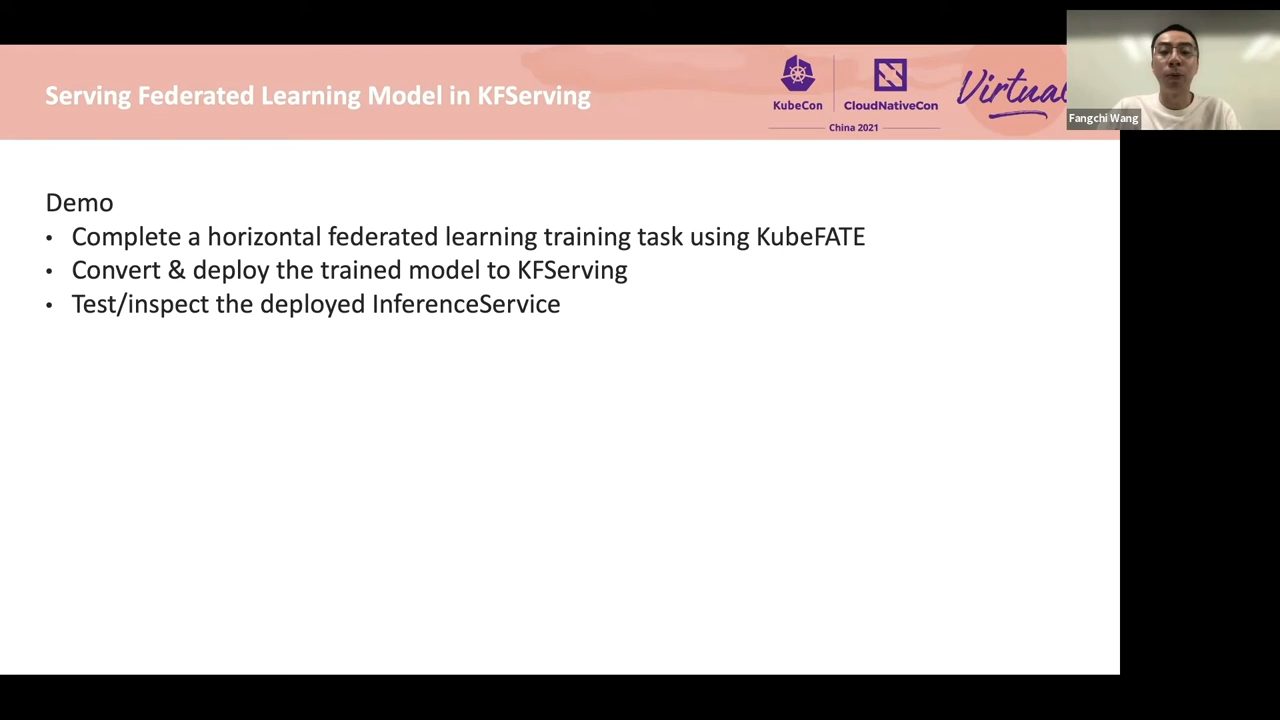 Serving Federated Learning Model in KFServing
KubeCon
CloudNativeCon
China 2021
Virtual
Fangchi Wang
Demo
• Complete a horizontal federated learning training task using KubeFATE
• Convert & deploy the trained model to KFServing
• Test/inspect the deployed InferenceService